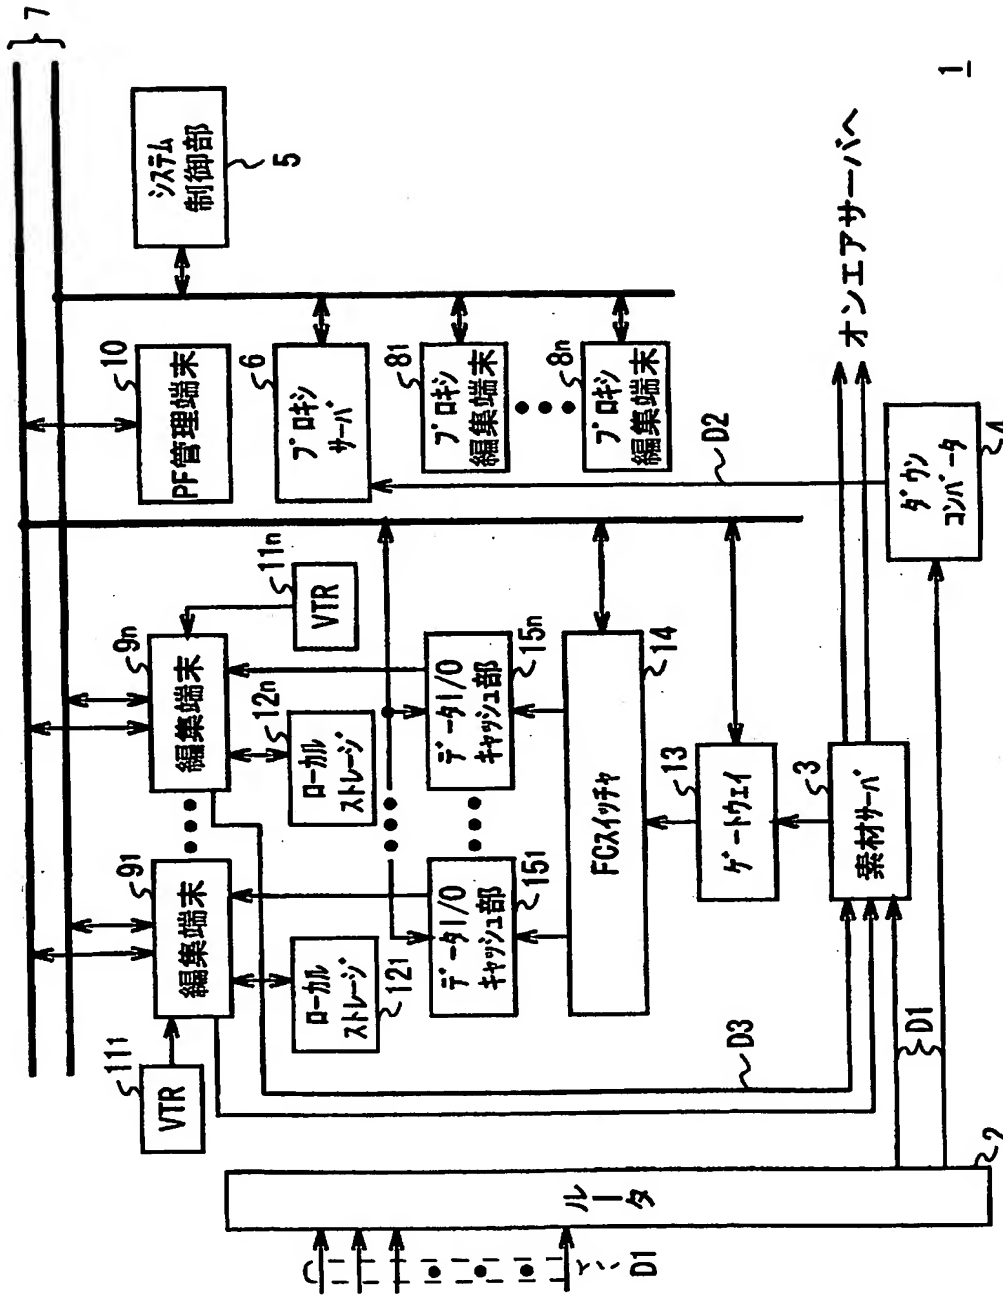 7
システム
制御部
5
1
10
PF管理端末
6
プロキシ
サーバ
81
プロキシ
編集端末
8n
プロキシ
編集端末
オンエアサーバへ
D2
ダウン
コンバータ
4
11n
VTR
9n
編集端末
12n
ローカル
ストレージ
データI/O
キャッシュ部
15n
FCスイッチャ
14
ゲートウェイ
13
素材サーバ
3
91
編集端末
ローカル
ストレージ
121
データI/O
キャッシュ部
151
111
VTR
D3
D1
ルータ
2
D1